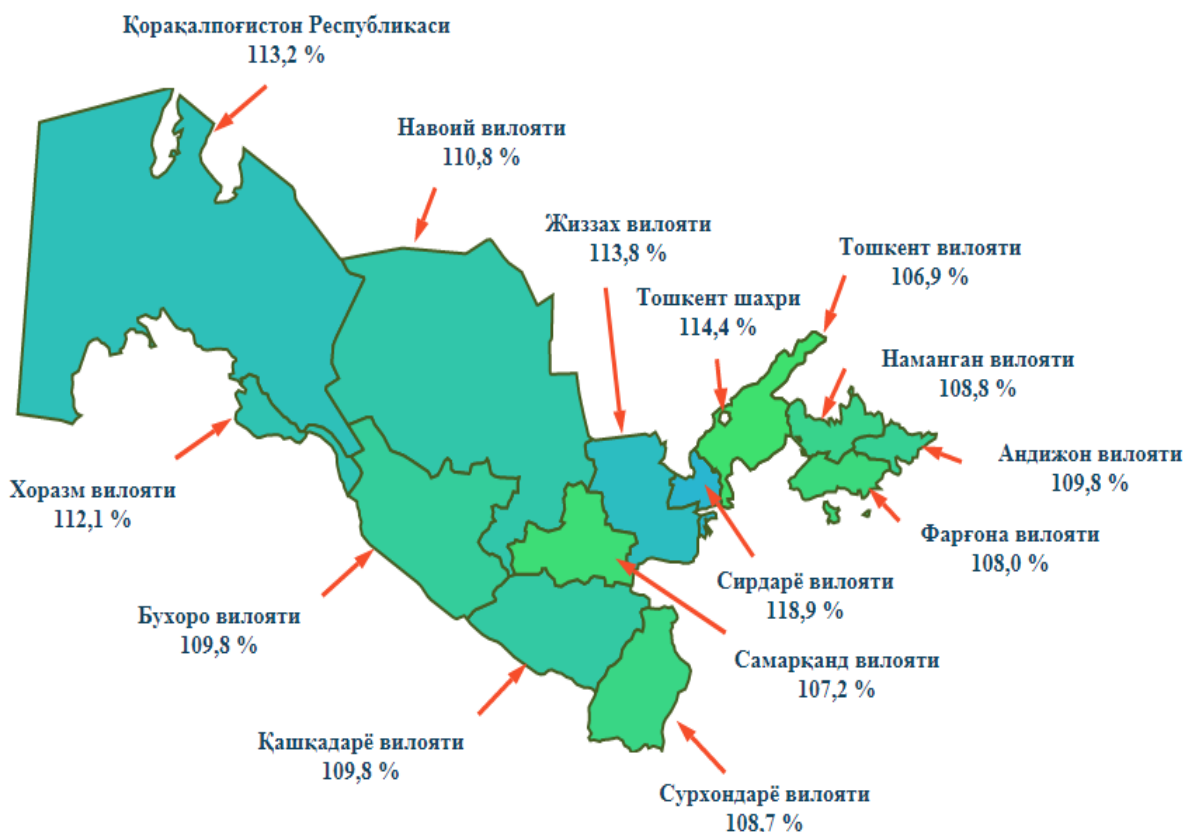 Қорақалпоғистон Республикаси
113,2 %
Навоий вилояти
110,8 %
Жиззах вилояти
113,8 %
Тошкент вилояти
106,9 %
Тошкент шаҳри
114,4 %
Наманган вилояти
108,8 %
Андижон вилояти
109,8 %
Хоразм вилояти
112,1 %
Фарғона вилояти
108,0 %
Сирдарё вилояти
118,9 %
Бухоро вилояти
109,8 %
Самарқанд вилояти
107,2 %
Қашқадарё вилояти
109,8 %
Сурхондарё вилояти
108,7 %